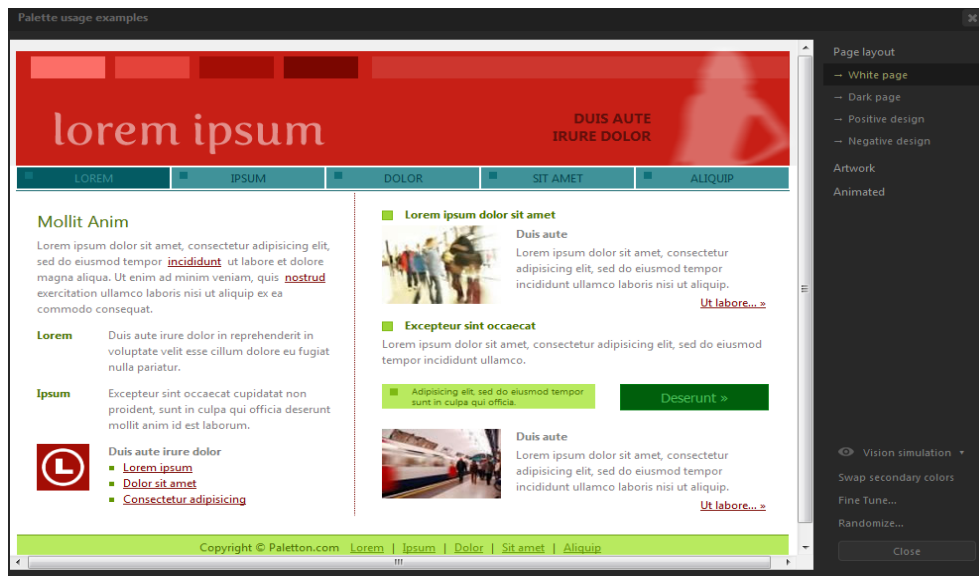 Palette usage examples
lorem ipsum
DUIS AUTE
IRURE DOLOR
LOREM
IPSUM
DOLOR
SIT AMET
ALIQUIP
Mollit Anim
Lorem ipsum dolor sit amet, consectetur adipisicing elit,
sed do eiusmod tempor incididunt ut labore et dolore
magna aliqua. Ut enim ad minim veniam, quis nostrud
exercitation ullamco laboris nisi ut aliquip ex ea
commodo consequat.
Lorem
Duis aute irure dolor in reprehenderit in
voluptate velit esse cillum dolore eu fugiat
nulla pariatur.
Ipsum
Excepteur sint occaecat cupidatat non
proident, sunt in culpa qui officia deserunt
mollit anim id est laborum.
L
Duis aute irure dolor
Lorem ipsum
Dolor sit amet
Consectetur adipisicing
Lorem ipsum dolor sit amet
Duis aute
Lorem ipsum dolor sit amet, consectetur
adipisicing elit, sed do eiusmod tempor
incididunt ut labore laboris nisi ut aliquip.
Ut labore... »
Excepteur sint occaecat
Lorem ipsum dolor sit amet, consectetur adipisicing elit, sed do eiusmod
tempor incididunt ullamco.
Adipisicing elit, sed do eiusmod tempor
sunt in culpa qui officia.
Deserunt »
Duis aute
Lorem ipsum dolor sit amet, consectetur
adipisicing elit, sed do eiusmod tempor
incididunt ullamco laboris nisi ut aliquip.
Ut labore... »
Copyright © Paletton.com Lorem | Ipsum | Dolor | Sit amet | Aliquip
Page layout
→ White page
→ Dark page
→ Positive design
→ Negative design
Artwork
Animated
Vision simulation
Swap secondary colors
Fine Tune...
Randomize...
Close